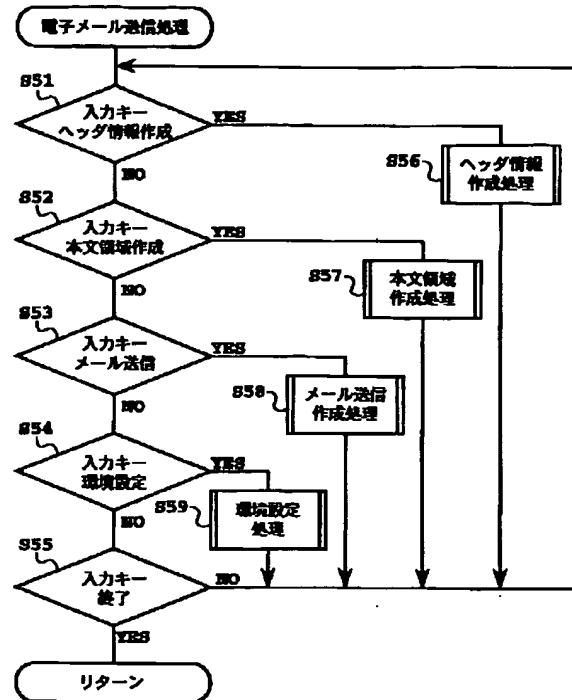 電子メール送信処理
S51
入力キー
ヘッダ情報作成
YES
NO
S56
ヘッダ情報
作成処理
S52
入力キー
本文領域作成
YES
NO
S57
本文領域
作成処理
S53
入力キー
メール送信
YES
NO
S58
メール送信
作成処理
S54
入力キー
環境設定
YES
NO
S59
環境設定
処理
S55
入力キー
終了
NO
YES
リターン